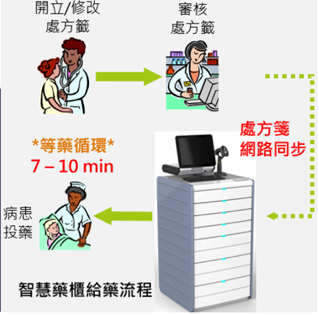 開立/修改
處方籤
審核
處方籤
處方箋
網路同步
*等藥循環*
7 – 10 min
病患
投藥
智慧藥櫃給藥流程